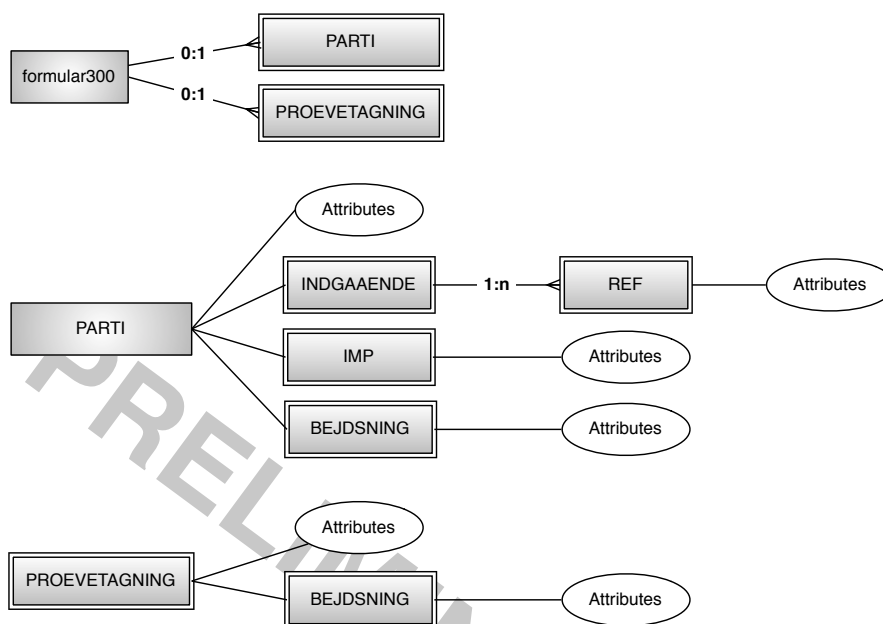 PARTI
0:1
formular300
0:1
PROEVETAGNING
Attributes
INDGAAENDE 1:n REF Attributes
PARTI
IMP Attributes
BEJDSNING Attributes
Attributes
PROEVETAGNING
BEJDSNING Attributes